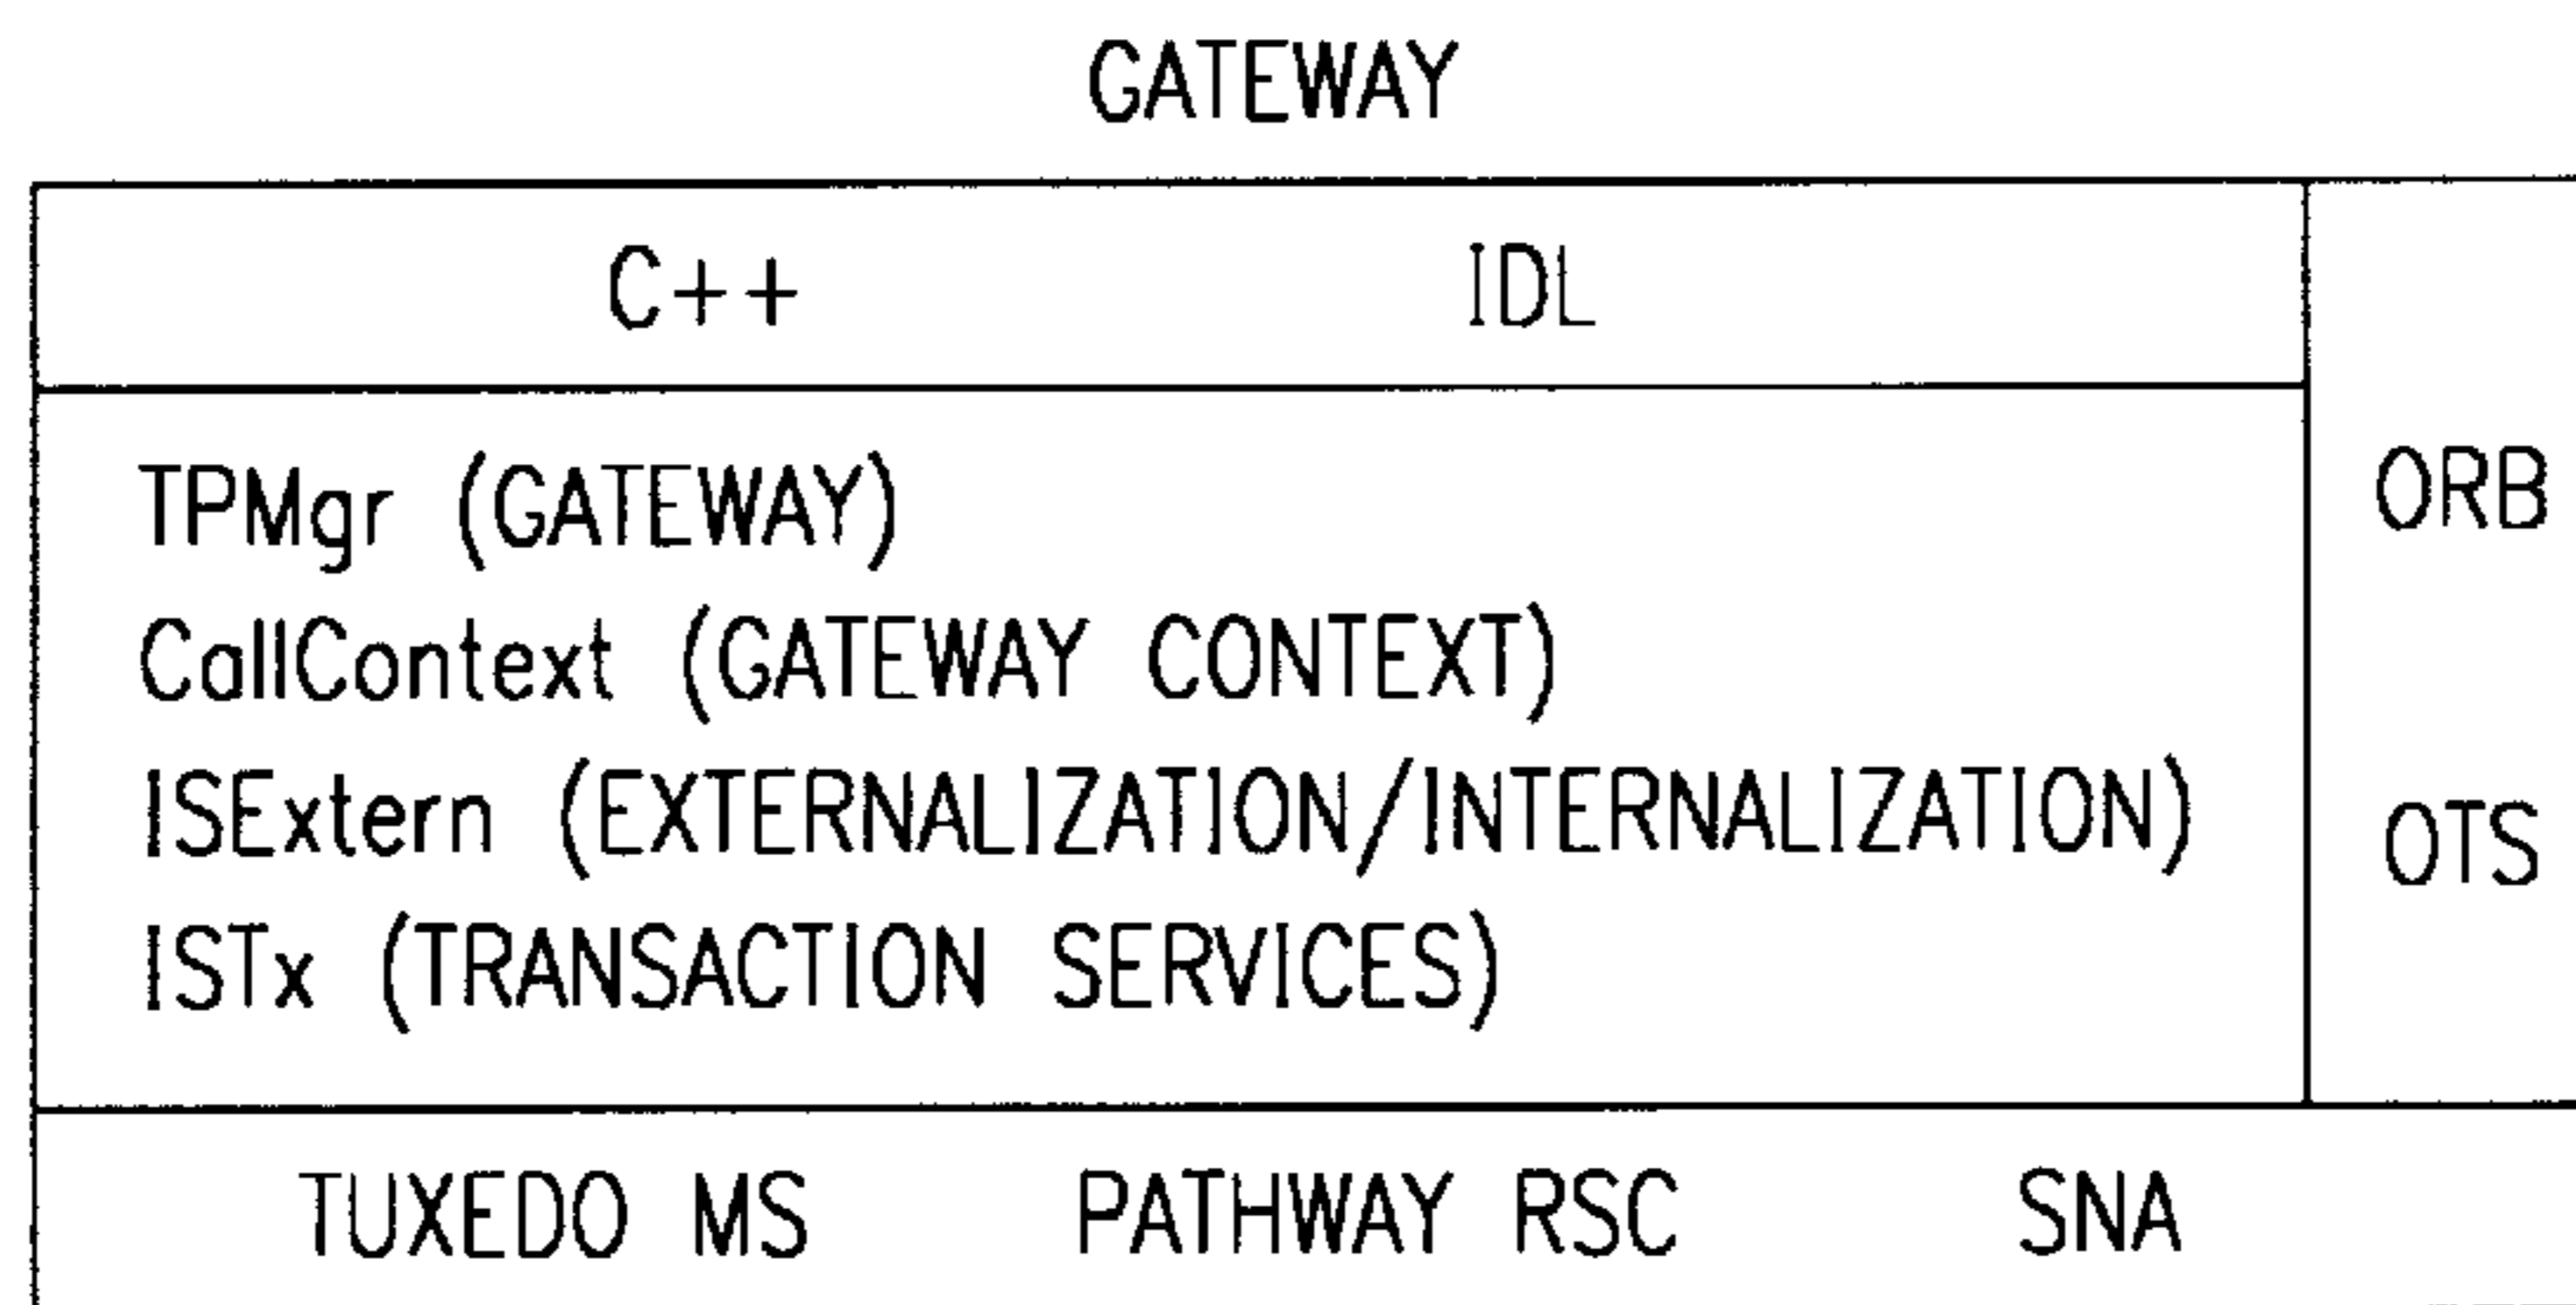 GATEWAY
C++ IDL
TPMgr (GATEWAY)
CallContext (GATEWAY CONTEXT)
ISExtern (EXTERNALIZATION/INTERNALIZATION)
ISTx (TRANSACTION SERVICES)
ORB
OTS
TUXEDO MS PATHWAY RSC SNA